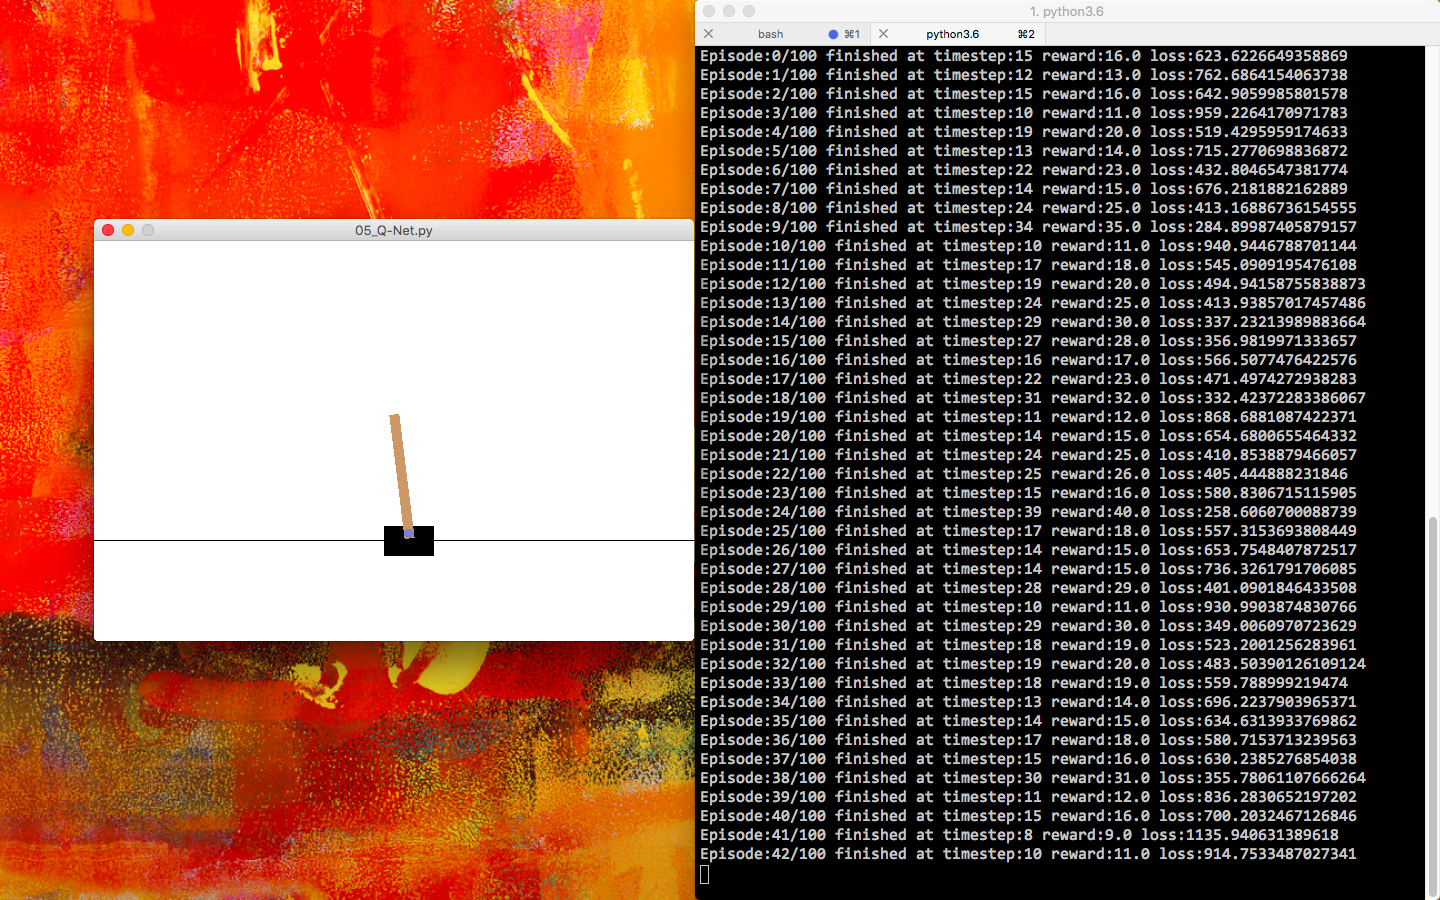 05_Q-Net.py
1. python3.6
bash ⌘1 python3.6 ⌘2
Episode:0/100 finished at timestep:15 reward:16.0 loss:623.6226649358869
Episode:1/100 finished at timestep:12 reward:13.0 loss:762.6864154063738
Episode:2/100 finished at timestep:15 reward:16.0 loss:642.9059985801578
Episode:3/100 finished at timestep:10 reward:11.0 loss:959.2264170971783
Episode:4/100 finished at timestep:19 reward:20.0 loss:519.4295959174633
Episode:5/100 finished at timestep:13 reward:14.0 loss:715.2770698836872
Episode:6/100 finished at timestep:22 reward:23.0 loss:432.8046547381774
Episode:7/100 finished at timestep:14 reward:15.0 loss:676.2181882162889
Episode:8/100 finished at timestep:24 reward:25.0 loss:413.16886736154555
Episode:9/100 finished at timestep:34 reward:35.0 loss:284.89987405879157
Episode:10/100 finished at timestep:10 reward:11.0 loss:940.9446788701144
Episode:11/100 finished at timestep:17 reward:18.0 loss:545.0909195476108
Episode:12/100 finished at timestep:19 reward:20.0 loss:494.94158755838873
Episode:13/100 finished at timestep:24 reward:25.0 loss:413.93857017457486
Episode:14/100 finished at timestep:29 reward:30.0 loss:337.23213989883664
Episode:15/100 finished at timestep:27 reward:28.0 loss:356.9819971333657
Episode:16/100 finished at timestep:16 reward:17.0 loss:566.5077476422576
Episode:17/100 finished at timestep:22 reward:23.0 loss:471.4974272938283
Episode:18/100 finished at timestep:31 reward:32.0 loss:332.42372283386067
Episode:19/100 finished at timestep:11 reward:12.0 loss:868.6881087422371
Episode:20/100 finished at timestep:14 reward:15.0 loss:654.6800655464332
Episode:21/100 finished at timestep:24 reward:25.0 loss:410.8538879466057
Episode:22/100 finished at timestep:25 reward:26.0 loss:405.444888231846
Episode:23/100 finished at timestep:15 reward:16.0 loss:580.8306715115905
Episode:24/100 finished at timestep:39 reward:40.0 loss:258.6060700088739
Episode:25/100 finished at timestep:17 reward:18.0 loss:557.3153693808449
Episode:26/100 finished at timestep:14 reward:15.0 loss:653.7548407872517
Episode:27/100 finished at timestep:14 reward:15.0 loss:736.3261791706085
Episode:28/100 finished at timestep:28 reward:29.0 loss:401.0901846433508
Episode:29/100 finished at timestep:10 reward:11.0 loss:930.9903874830766
Episode:30/100 finished at timestep:29 reward:30.0 loss:349.0060970723629
Episode:31/100 finished at timestep:18 reward:19.0 loss:523.2001256283961
Episode:32/100 finished at timestep:19 reward:20.0 loss:483.50390126109124
Episode:33/100 finished at timestep:18 reward:19.0 loss:559.788999219474
Episode:34/100 finished at timestep:13 reward:14.0 loss:696.2237903965371
Episode:35/100 finished at timestep:14 reward:15.0 loss:634.6313933769862
Episode:36/100 finished at timestep:17 reward:18.0 loss:580.7153713239563
Episode:37/100 finished at timestep:15 reward:16.0 loss:630.2385276854038
Episode:38/100 finished at timestep:30 reward:31.0 loss:355.78061107666264
Episode:39/100 finished at timestep:11 reward:12.0 loss:836.2830652197202
Episode:40/100 finished at timestep:15 reward:16.0 loss:700.2032467126846
Episode:41/100 finished at timestep:8 reward:9.0 loss:1135.940631389618
Episode:42/100 finished at timestep:10 reward:11.0 loss:914.7533487027341